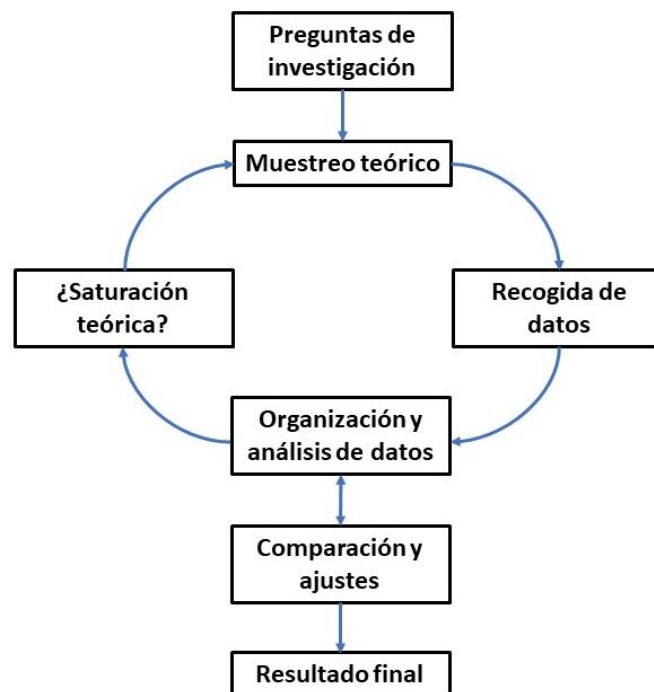 Preguntas de
investigación
Muestreo teórico
¿Saturación
teórica?
Recogida de
datos
Organización y
análisis de datos
Comparación y
ajustes
Resultado final